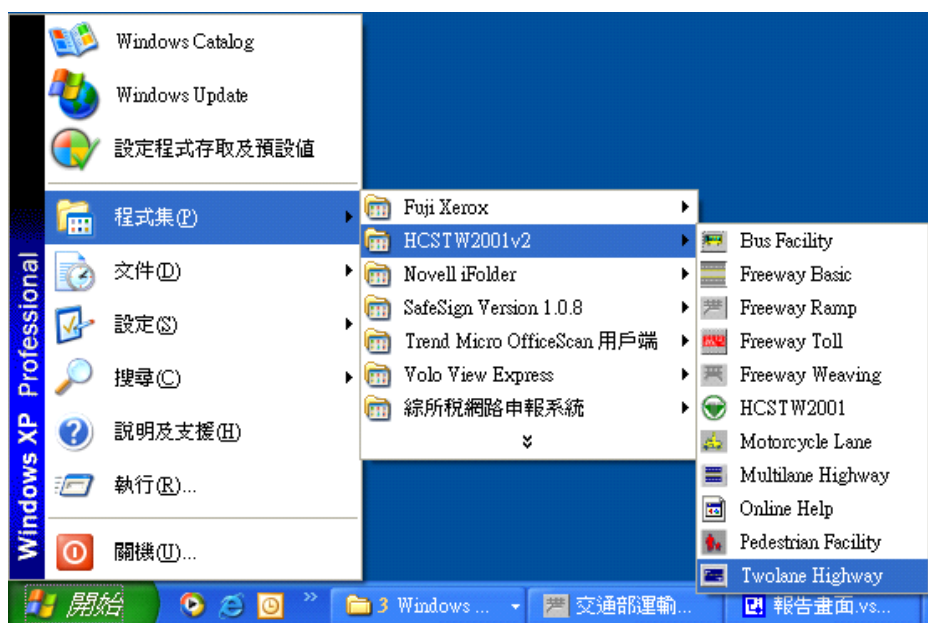 Windows XP Professional
Windows Catalog
Windows Update
設定程式存取及預設值
程式集(P)
文件(D)
設定(S)
搜尋(C)
說明及支援(H)
執行(R)...
關機(U)...
Fuji Xerox
HCSTW2001v2
Novell iFolder
SafeSign Version 1.0.8
Trend Micro OfficeScan 用戶端
Volo View Express
綜所稅網路申報系統
Bus Facility
Freeway Basic
Freeway Ramp
Freeway Toll
Freeway Weaving
HCSTW2001
Motorcycle Lane
Multilane Highway
Online Help
Pedestrian Facility
Twolane Highway
開始
3 Windows ...
交通部運輸...
報告畫面.vs...